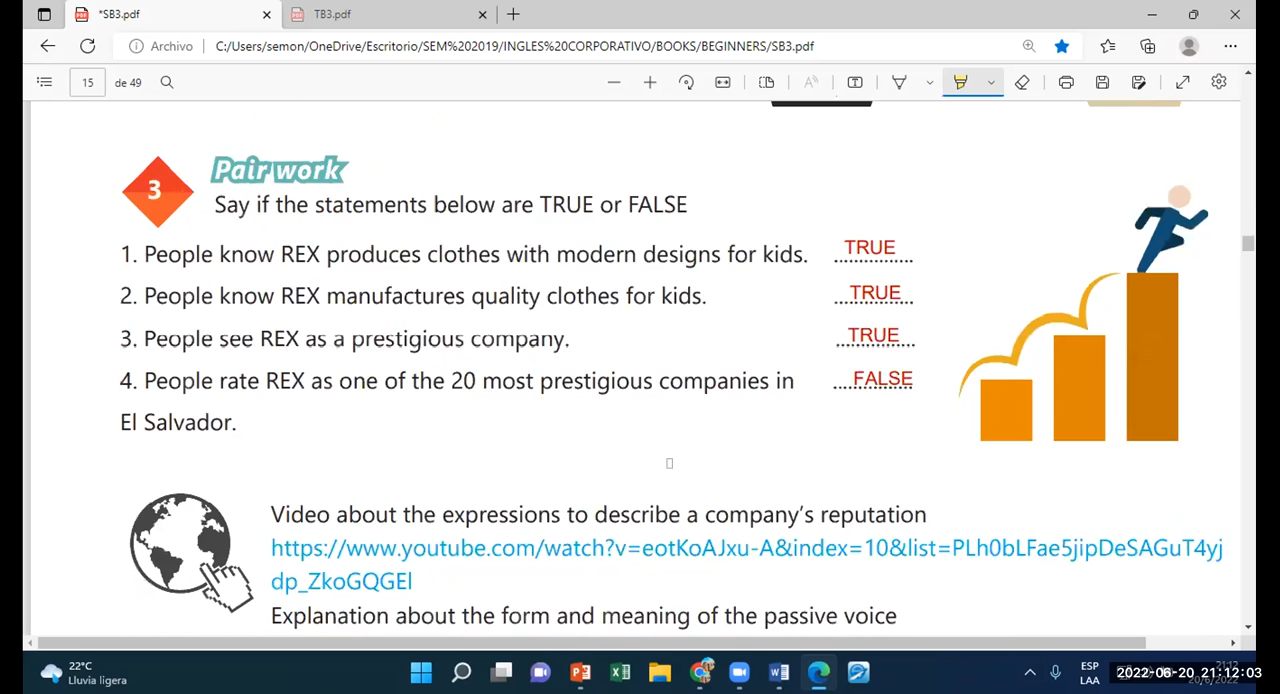 *SB3.pdf
TB3.pdf
Archivo
C:/Users/semon/OneDrive/Escritorio/SEM%202019/INGLES%20CORPORATIVO/BOOKS/BEGINNERS/SB3.pdf
15 de 49
Pair work
3
Say if the statements below are TRUE or FALSE
1. People know REX produces clothes with modern designs for kids. TRUE
2. People know REX manufactures quality clothes for kids. TRUE
3. People see REX as a prestigious company. TRUE
4. People rate REX as one of the 20 most prestigious companies in FALSE
El Salvador.
Video about the expressions to describe a company's reputation
https://www.youtube.com/watch?v=eotKoAJxu-A&index=10&list=PLh0bLFae5jipDeSAGuT4yj
dp_ZkoGQGEl
Explanation about the form and meaning of the passive voice
22°C
Lluvia ligera
ESP
LAA
2022-06-20 21:12:03